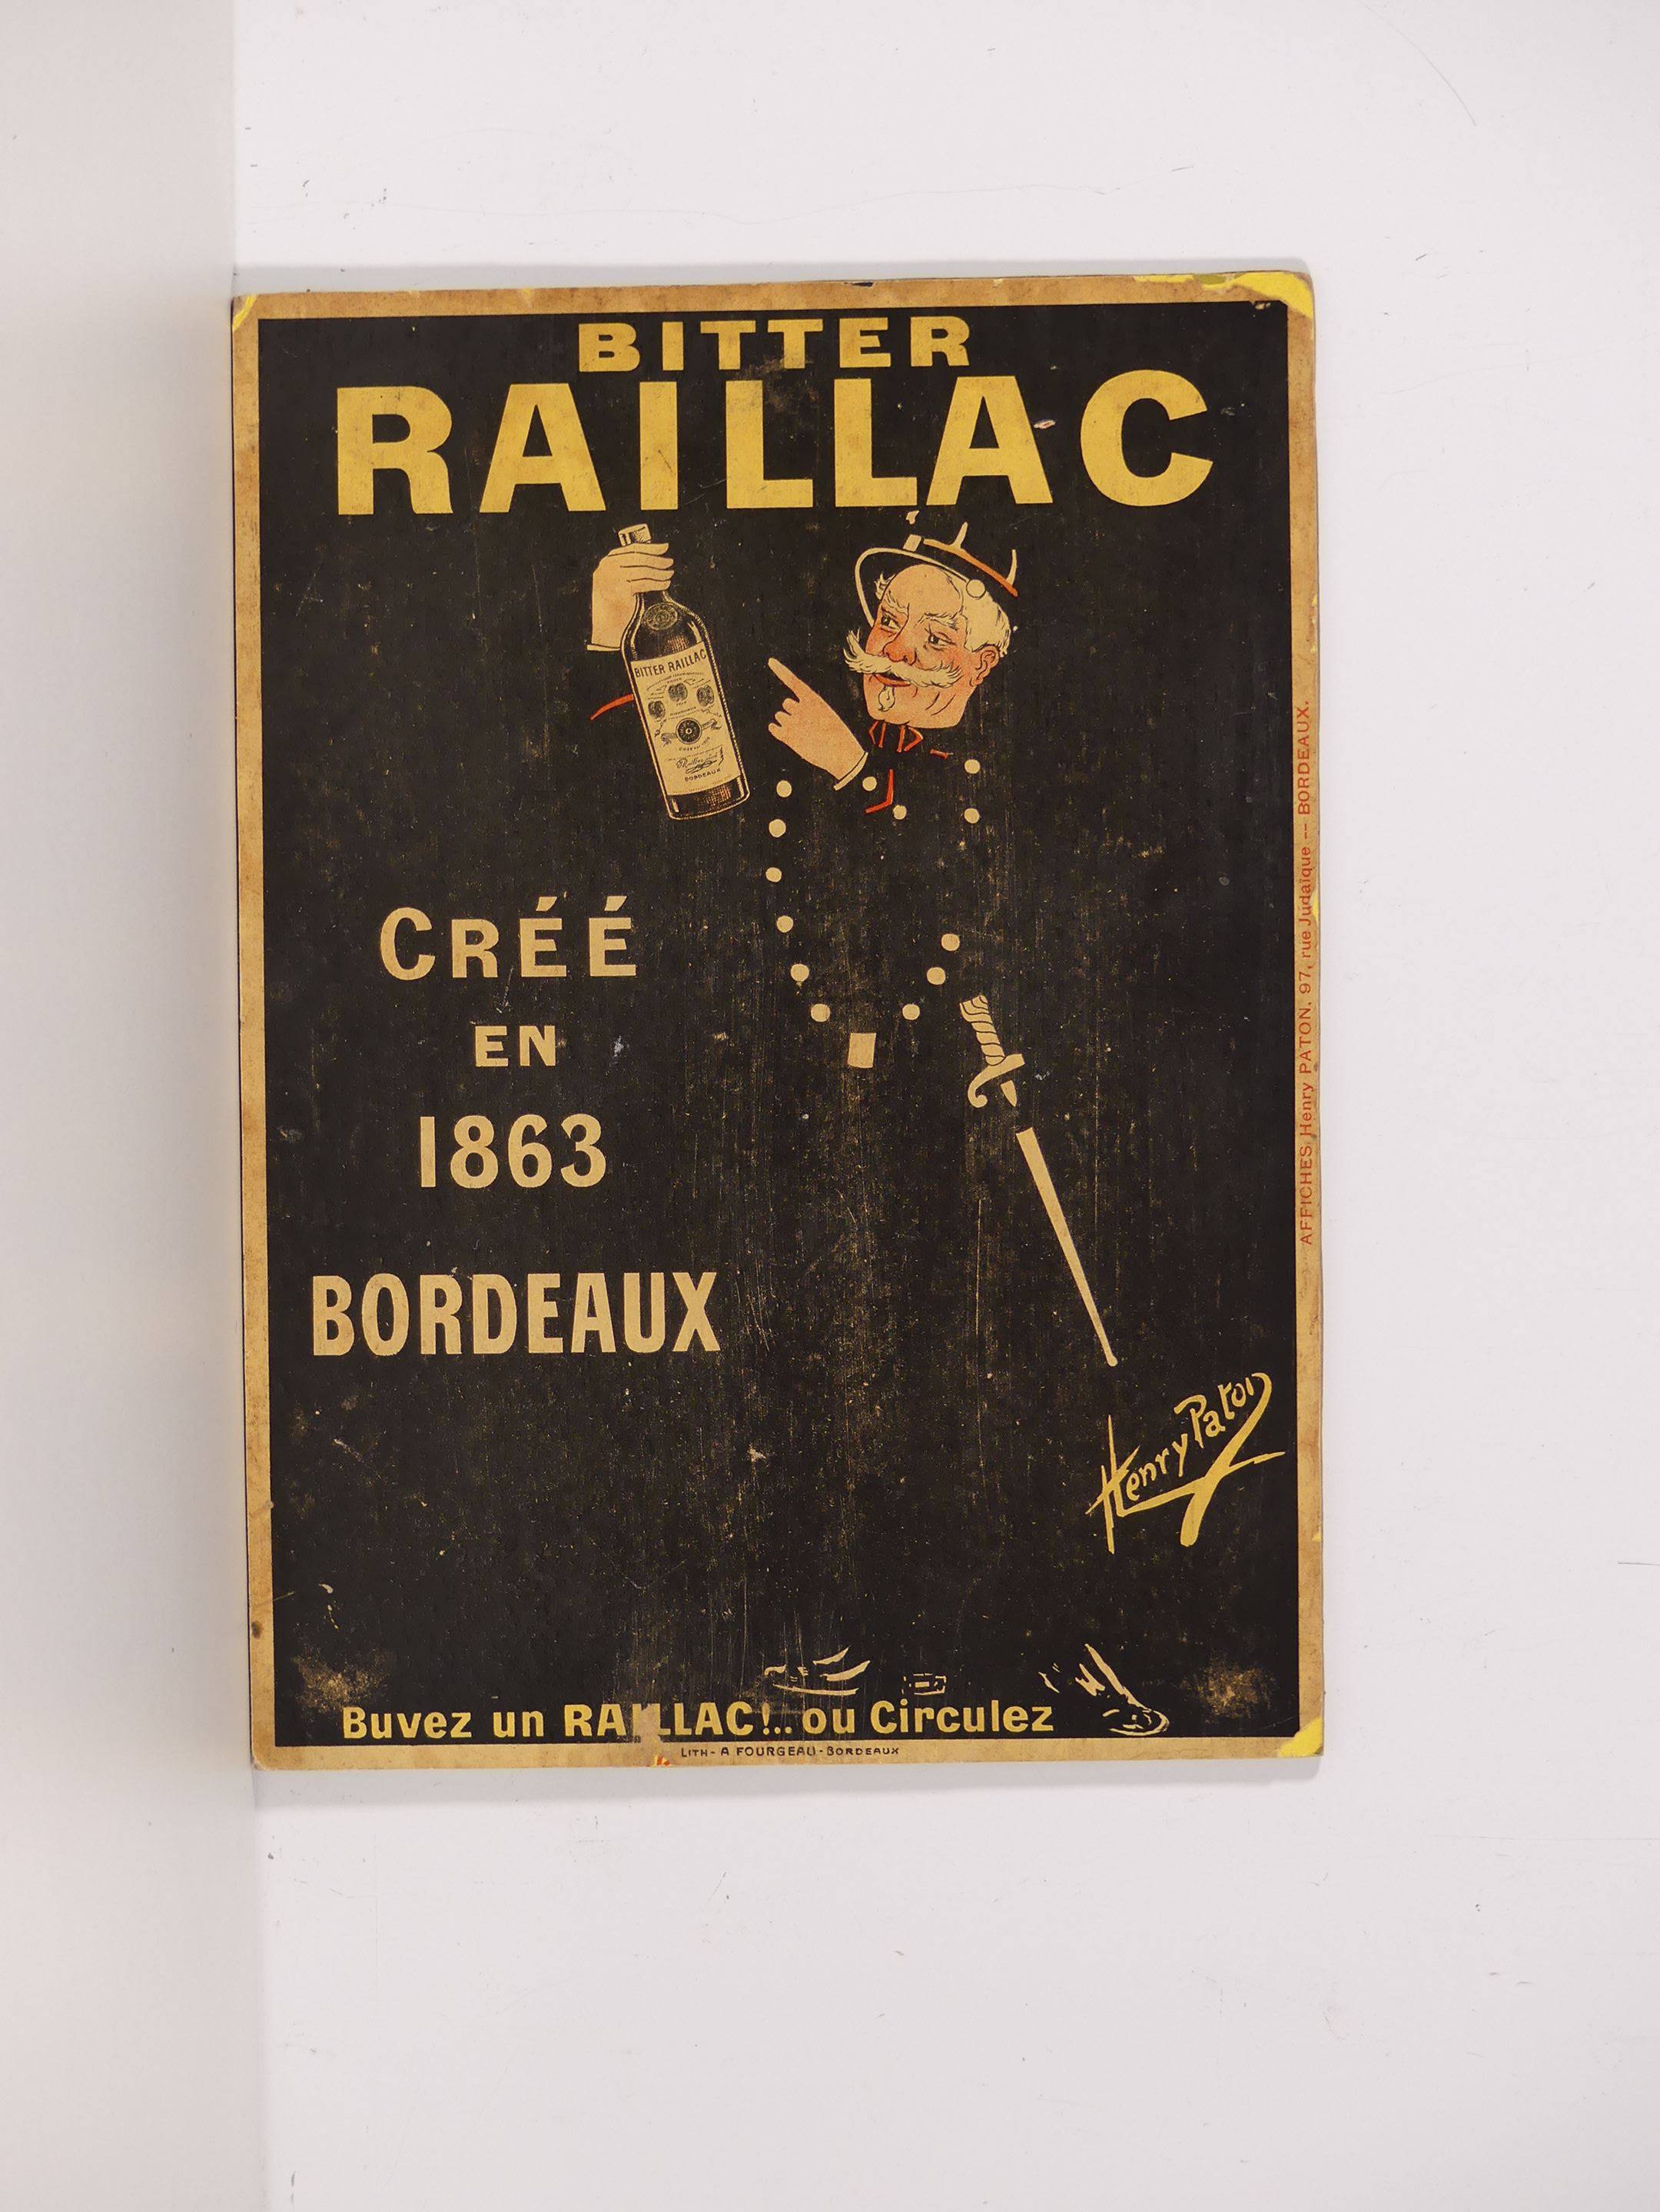 BITTER
RAILLAC
BITTER RAILLAC
BORDEAUX
CRÉÉ
EN
1863
BORDEAUX
Henry Paton
Buvez un RAILLAC!.. ou Circulez
LITH - A FOURGEAU - BORDEAUX
AFFICHES Henry PATON, 97, rue Judaïque -- BORDEAUX.